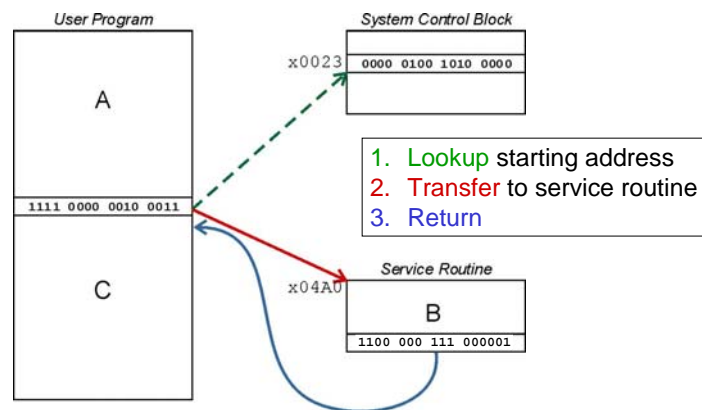 User Program
System Control Block
x0023
0000 0100 1010 0000
A
1. Lookup starting address
2. Transfer to service routine
3. Return
1111 0000 0010 0011
Service Routine
x04A0
C
B
1100 000 111 000001